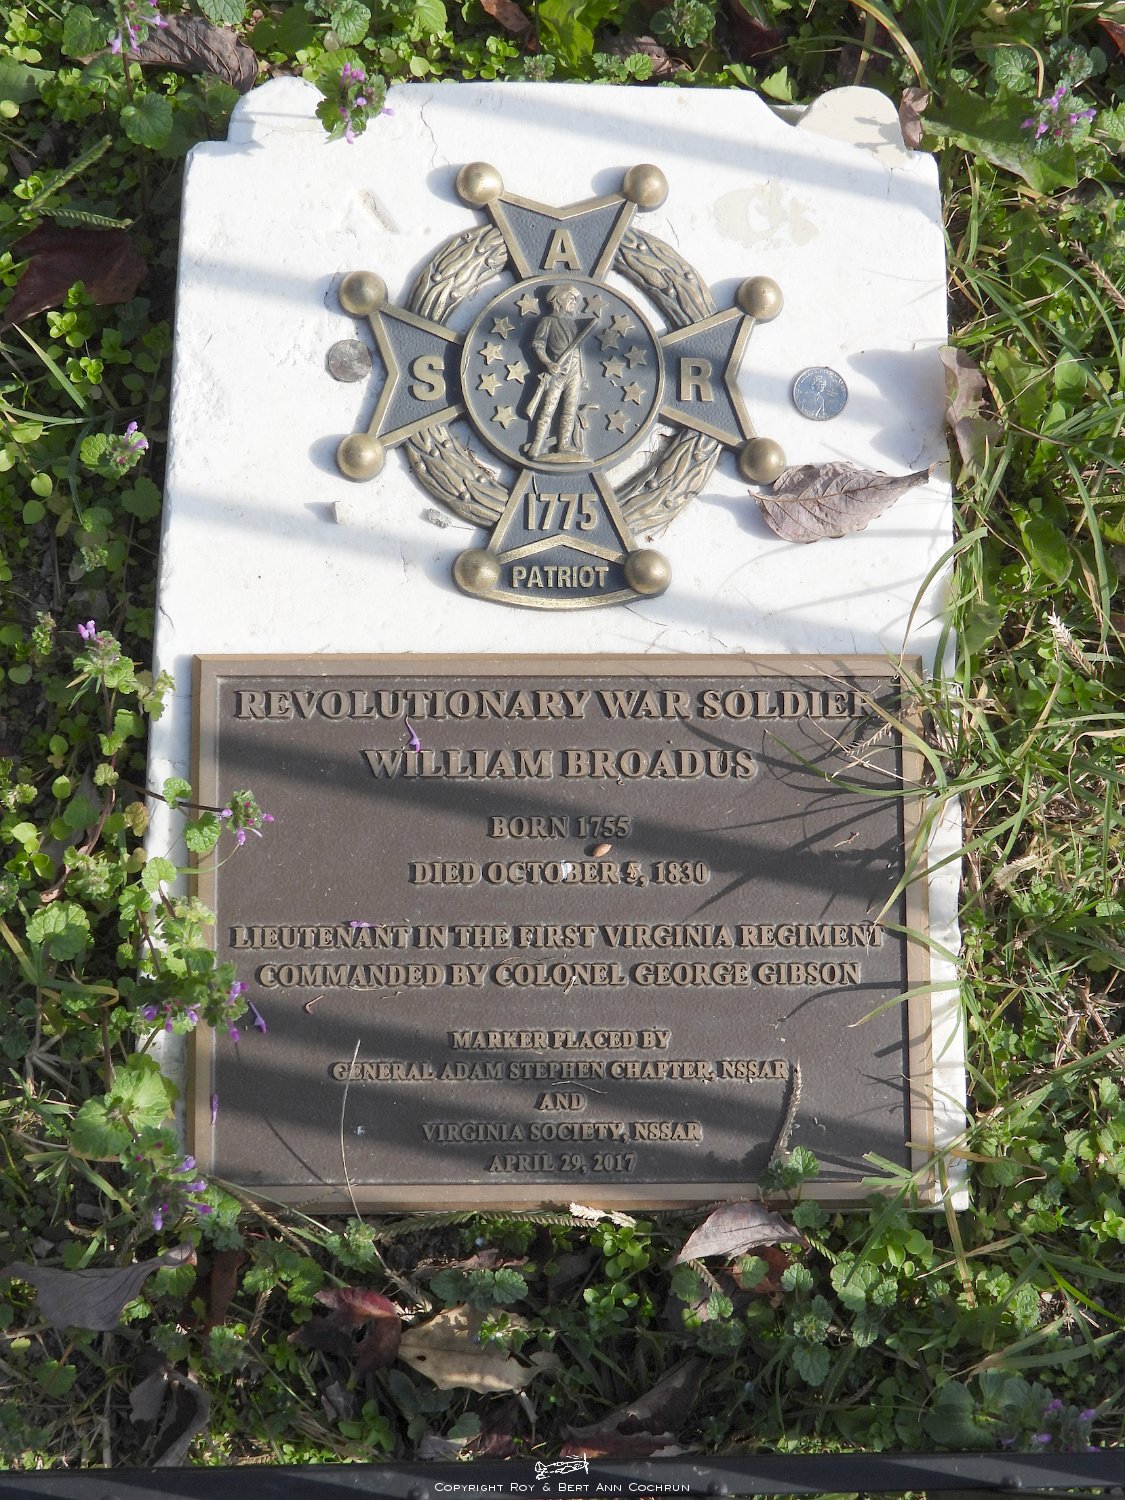 A
S
R
1775
PATRIOT
REVOLUTIONARY WAR SOLDIER
WILLIAM BROADUS
BORN 1755
DIED OCTOBER 5, 1830
LIEUTENANT IN THE FIRST VIRGINIA REGIMENT
COMMANDED BY COLONEL GEORGE GIBSON
MARKER PLACED BY
GENERAL ADAM STEPHEN CHAPTER, NSSAR
AND
VIRGINIA SOCIETY, NSSAR
APRIL 29, 2017
COPYRIGHT ROY & BERT ANN COCHRUN